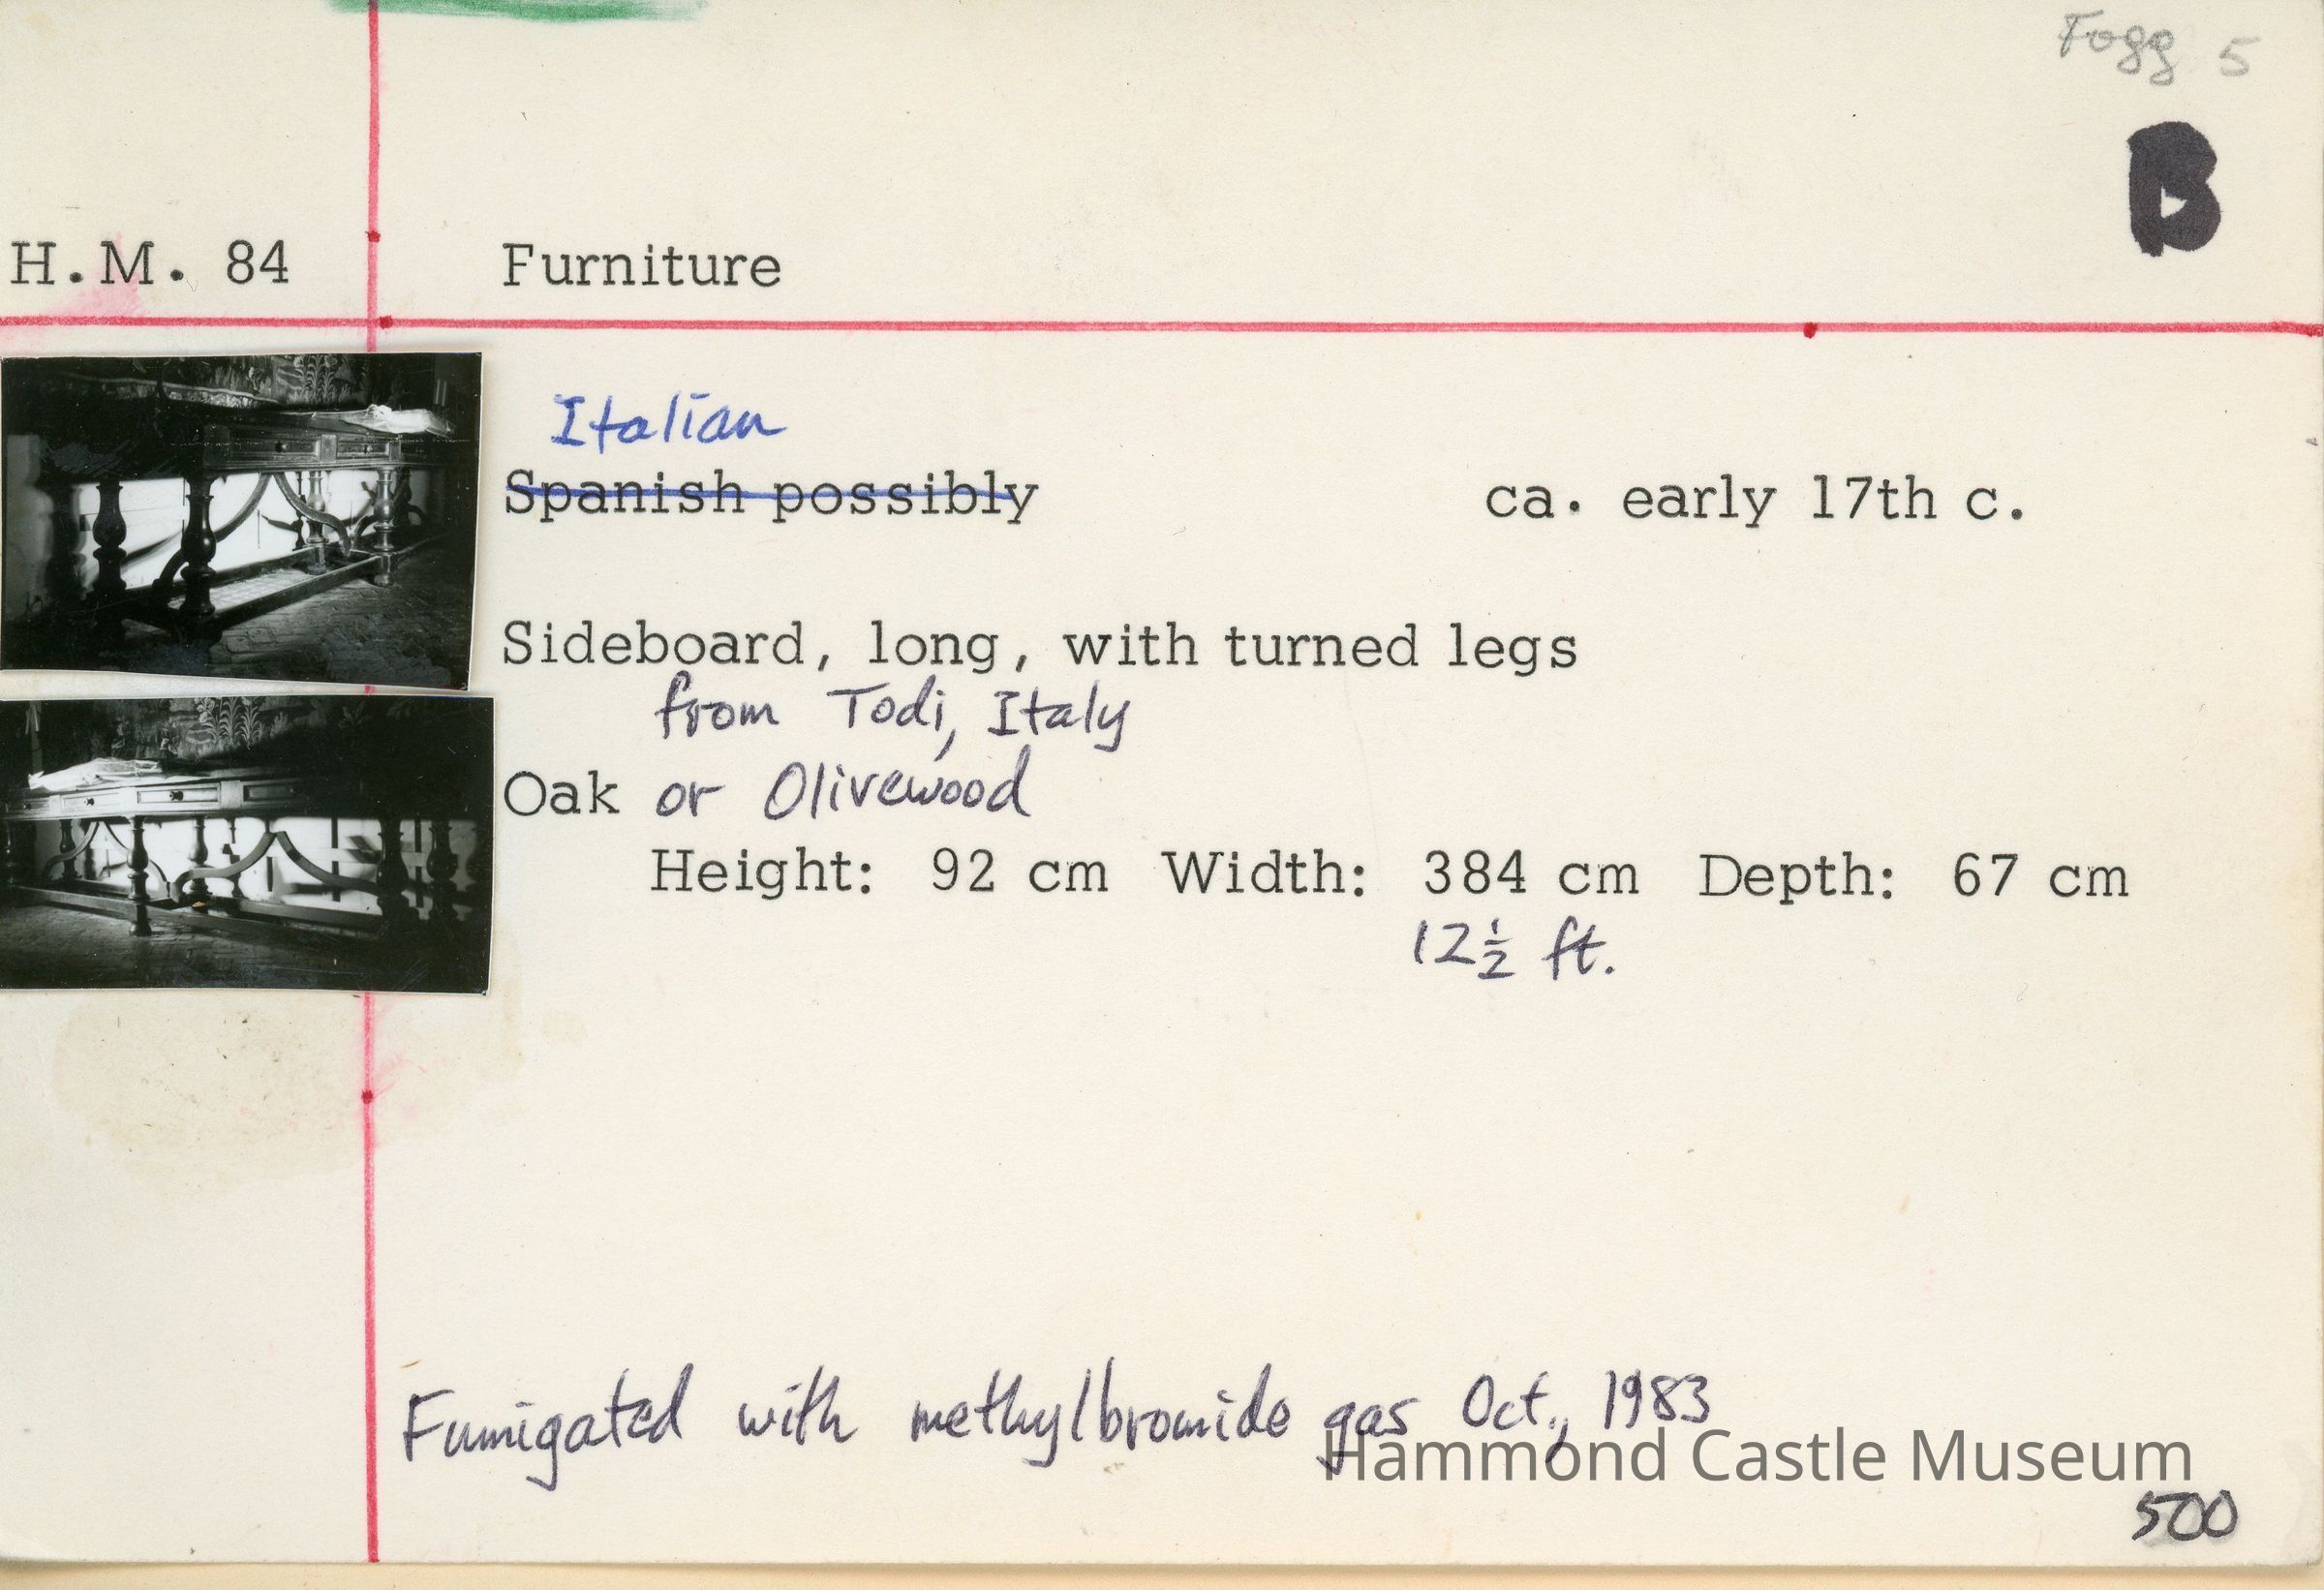 Fogg 5
B
H.M. 84 Furniture
Italian
Spanish possibly ca. early 17th c.
Sideboard, long, with turned legs
from Todi, Italy
Oak or Olivewood
Height: 92 cm Width: 384 cm Depth: 67 cm
12½ ft.
Fumigated with methylbromide gas Oct., 1983
Hammond Castle Museum
500